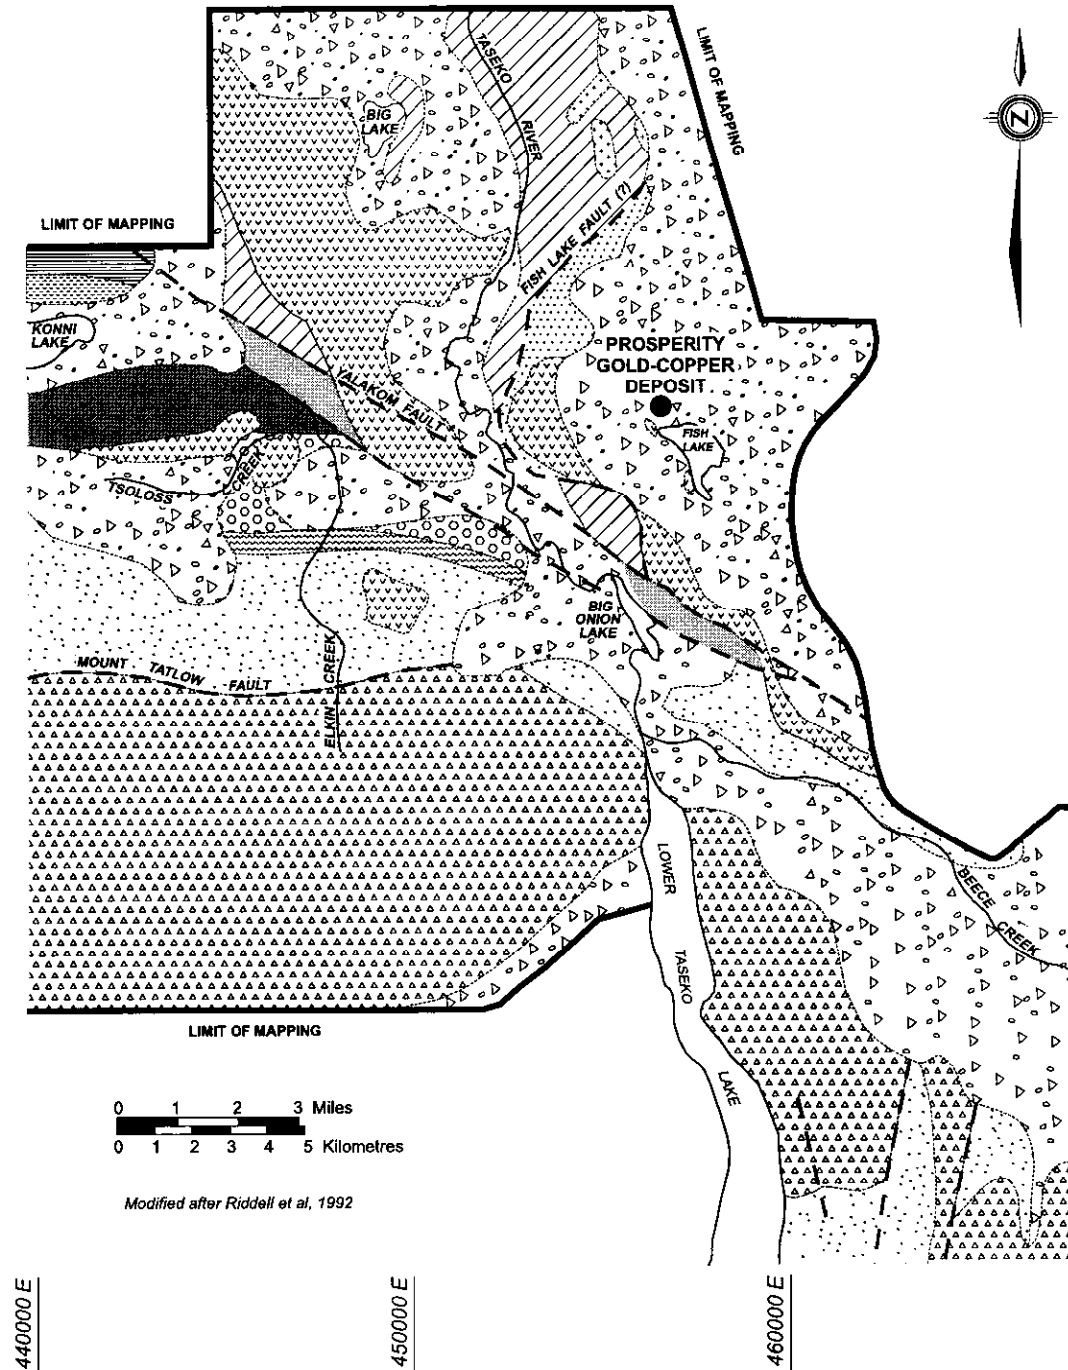 TASEKO
RIVER
LIMIT OF MAPPING
BIG
LAKE
N
LIMIT OF MAPPING
FISH LAKE FAULT (?)
KONNI
LAKE
PROSPERITY
GOLD-COPPER
DEPOSIT
YALAKOM FAULT
FISH
LAKE
TSOLOSS
CREEK
BIG
ONION
LAKE
MOUNT TATLOW FAULT
ELKIN CREEK
LOWER
TASEKO
LAKE
BEECE
CREEK
LIMIT OF MAPPING
0 1 2 3 Miles
0 1 2 3 4 5 Kilometres
Modified after Riddell et al, 1992
440000 E
450000 E
460000 E